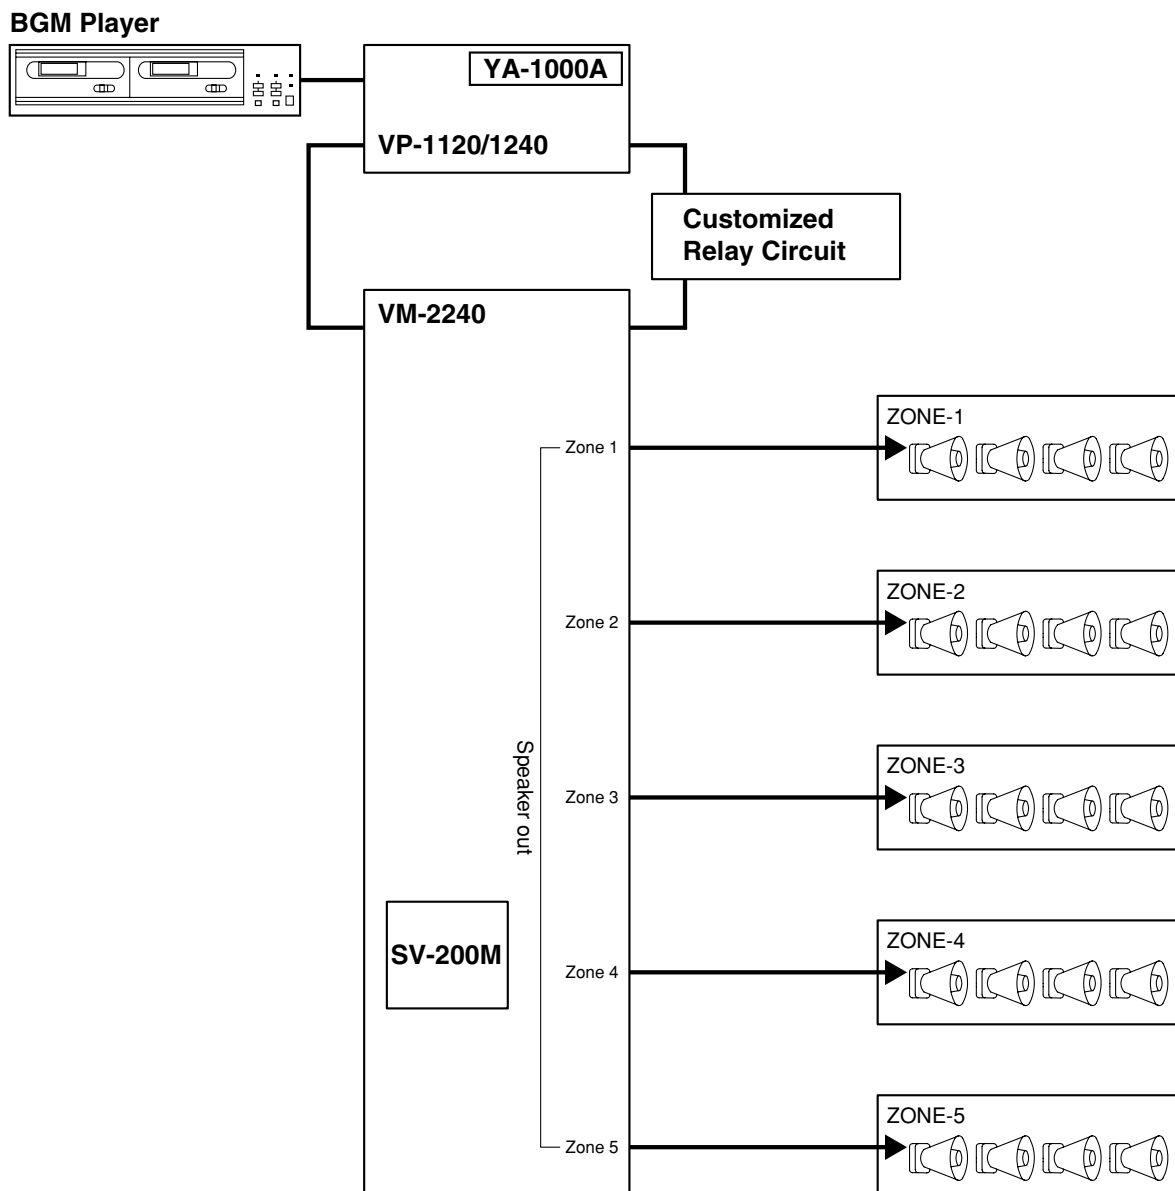 BGM Player
YA-1000A
VP-1120/1240
Customized
Relay Circuit
VM-2240
ZONE-1
Zone 1
ZONE-2
Zone 2
Speaker out
ZONE-3
Zone 3
SV-200M
ZONE-4
Zone 4
ZONE-5
Zone 5